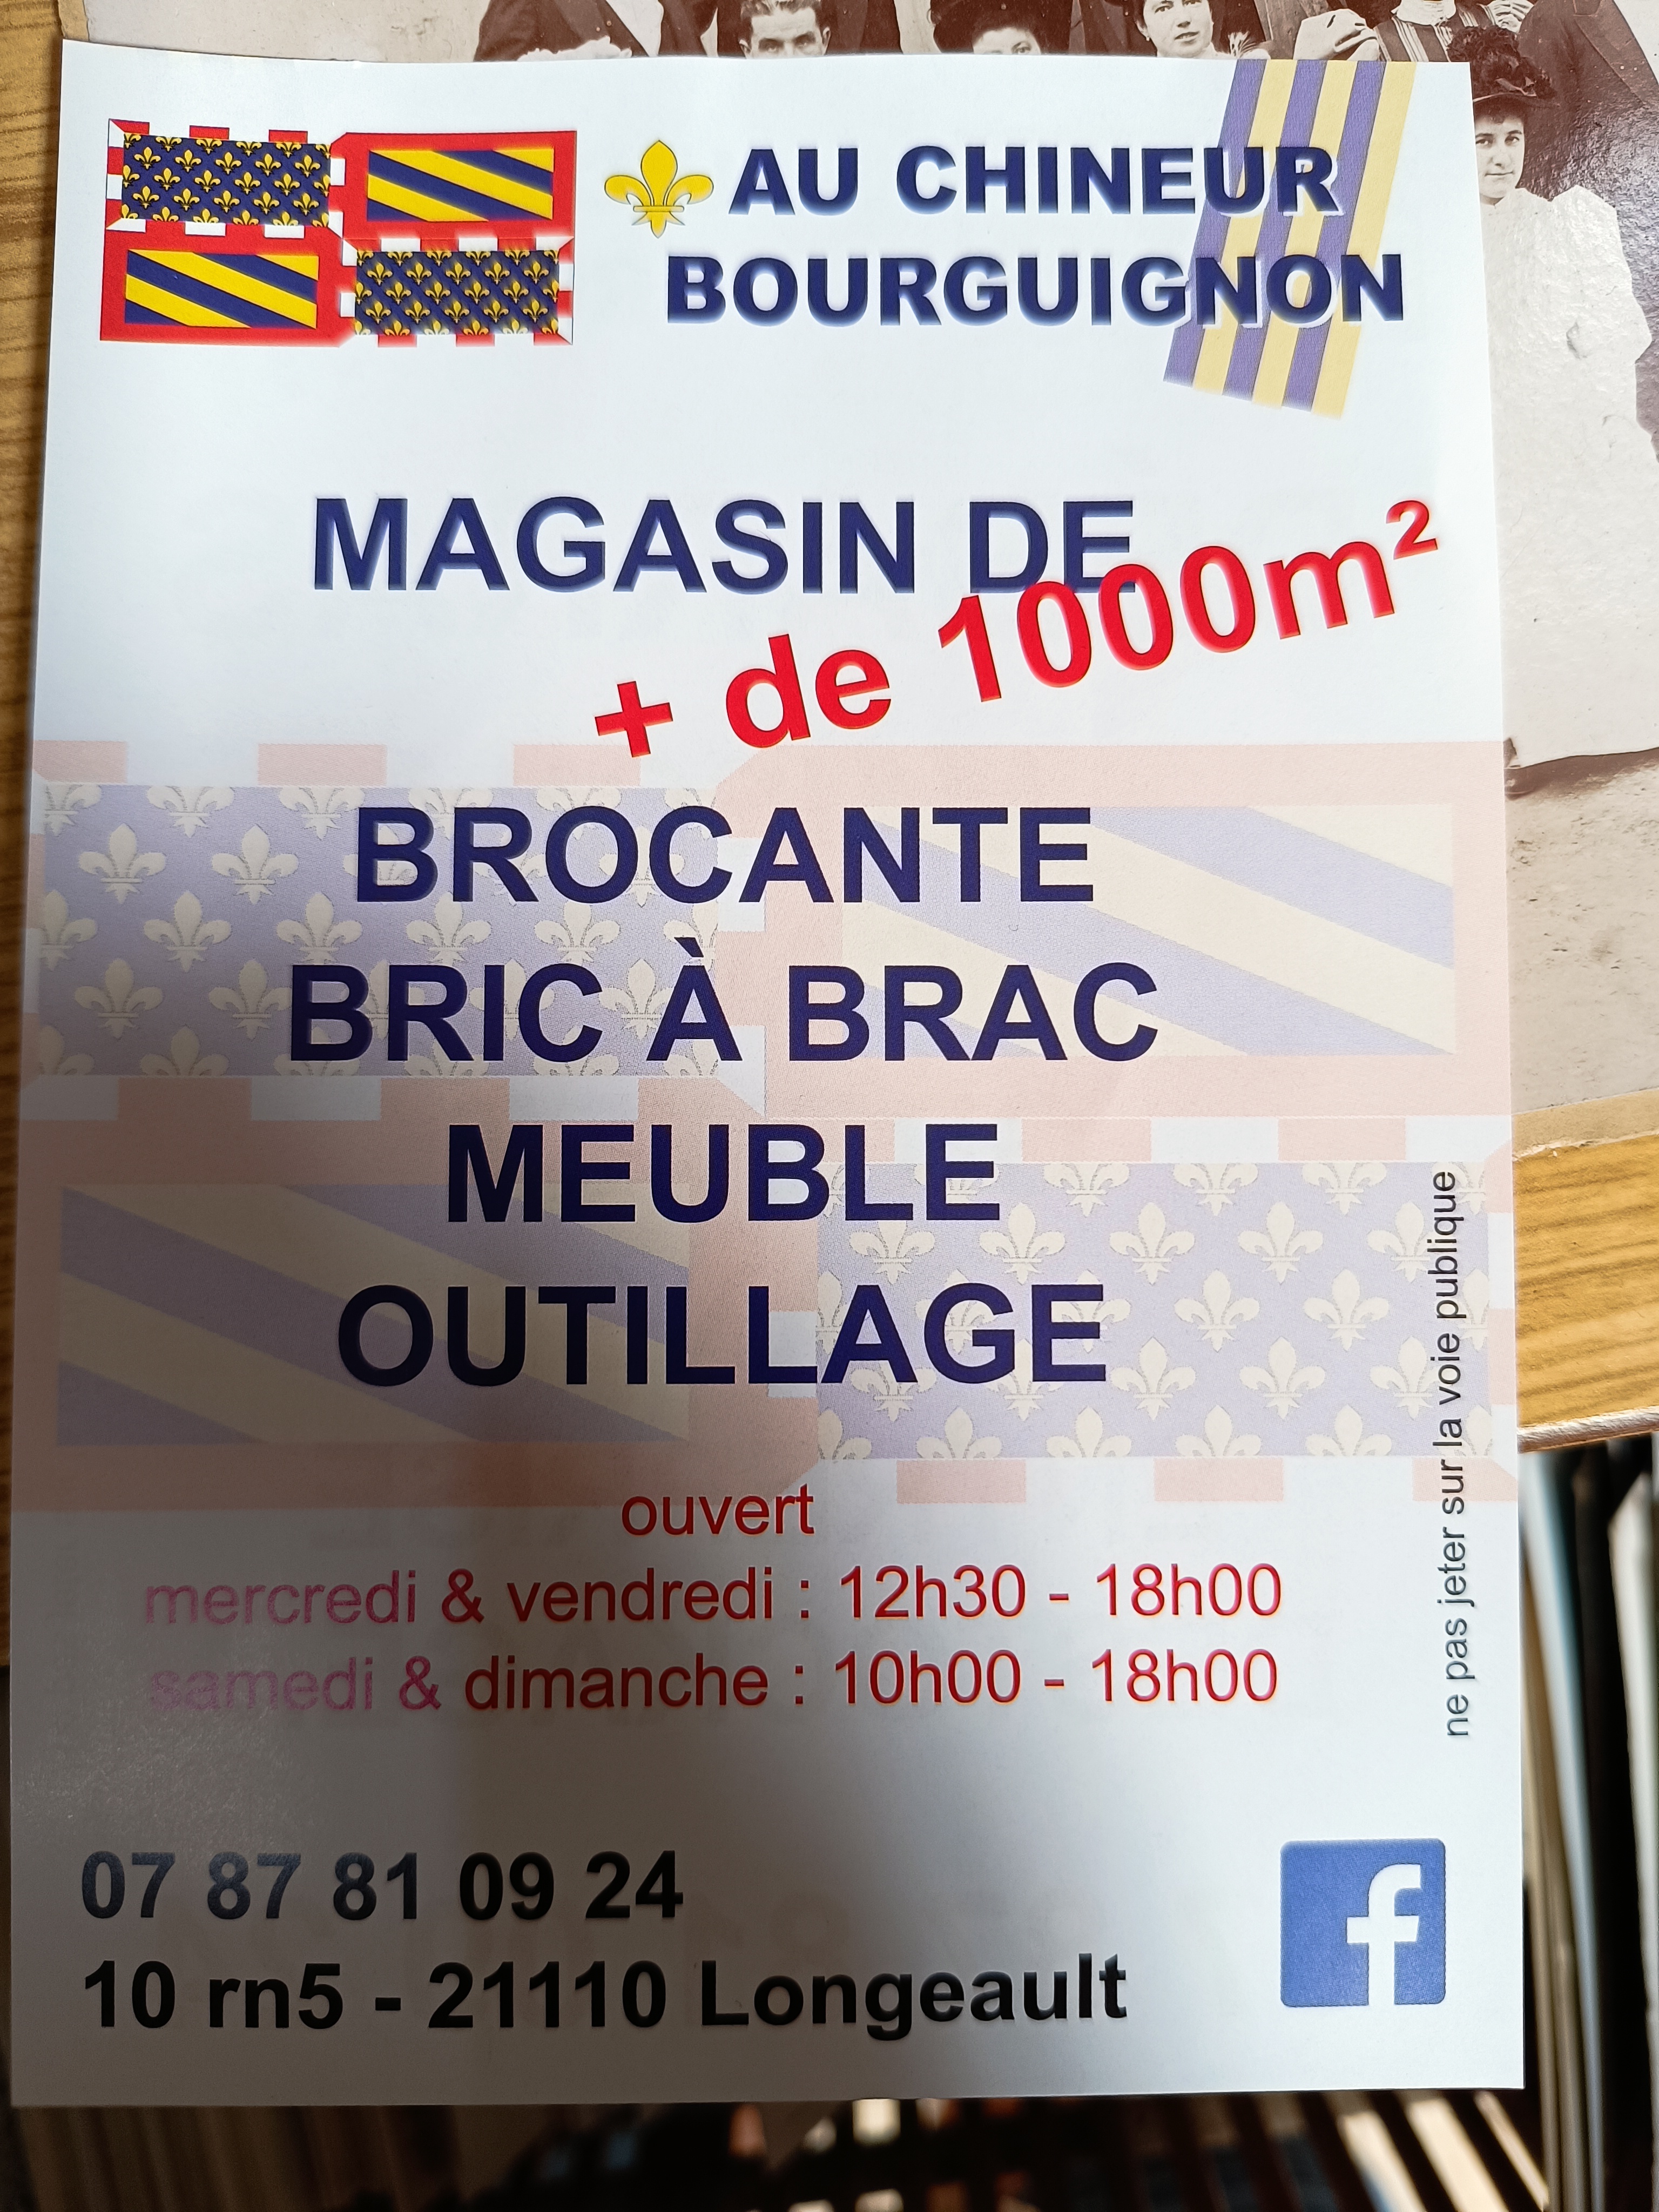 AU CHINEUR
BOURGUIGNON
MAGASIN DE
+ de 1000m²
BROCANTE
BRIC À BRAC
MEUBLE
OUTILLAGE
ouvert
mercredi & vendredi : 12h30 - 18h00
samedi & dimanche : 10h00 - 18h00
ne pas jeter sur la voie publique
07 87 81 09 24
10 rn5 - 21110 Longeault
f